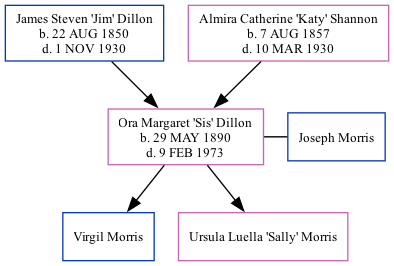 James Steven 'Jim' Dillon
b. 22 AUG 1850
d. 1 NOV 1930
Almira Catherine 'Katy' Shannon
b. 7 AUG 1857
d. 10 MAR 1930
Ora Margaret 'Sis' Dillon
b. 29 MAY 1890
d. 9 FEB 1973
Joseph Morris
Virgil Morris
Ursula Luella 'Sally' Morris